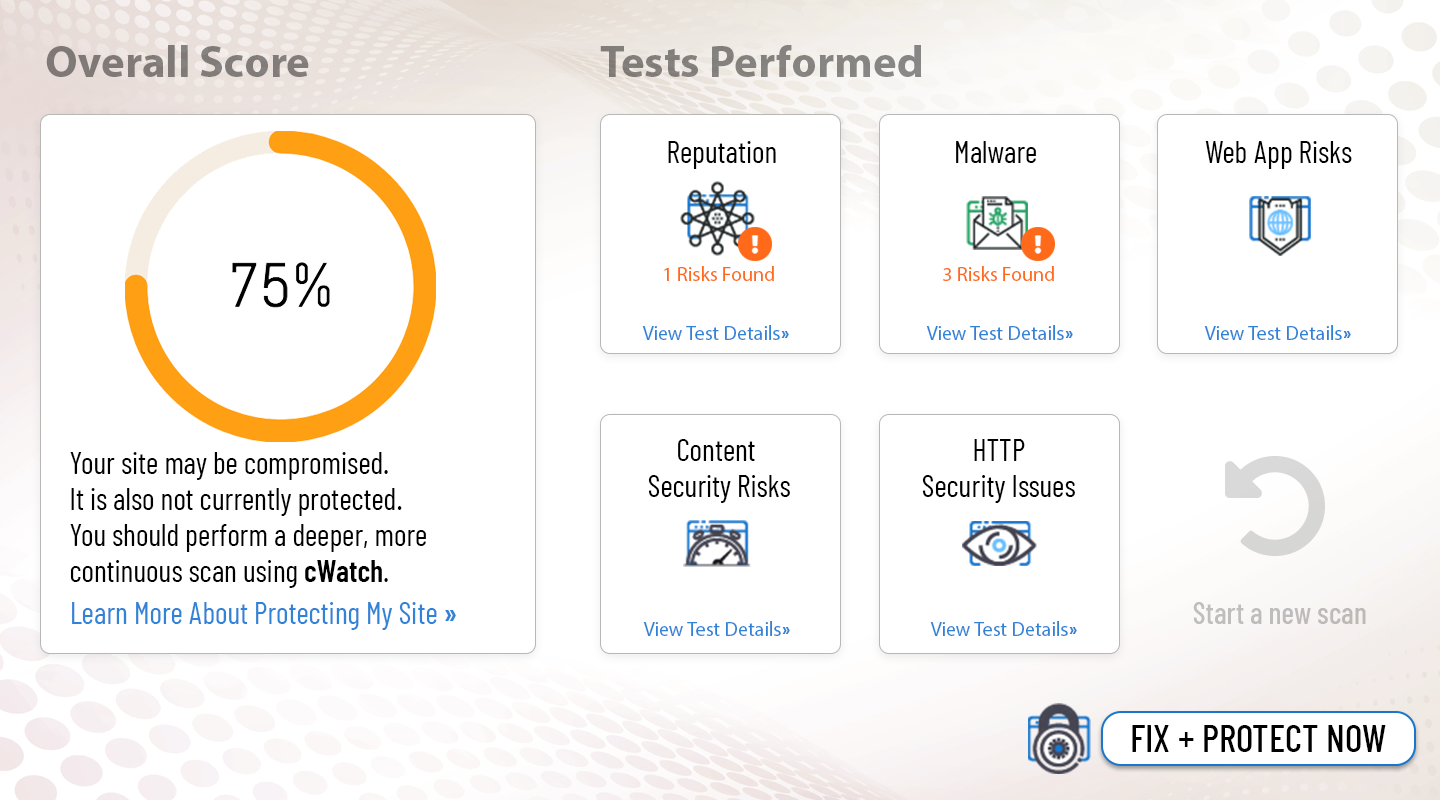 Overall Score
Tests Performed
75%
Your site may be compromised.
It is also not currently protected.
You should perform a deeper, more
continuous scan using cWatch.
Learn More About Protecting My Site »
Reputation
1 Risks Found
View Test Details»
Malware
3 Risks Found
View Test Details»
Web App Risks
View Test Details»
Content
Security Risks
View Test Details»
HTTP
Security Issues
View Test Details»
Start a new scan
FIX + PROTECT NOW